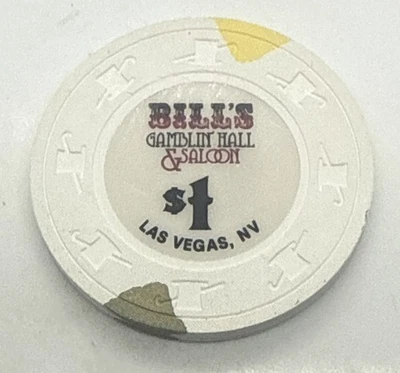 BILL'S
GAMBLIN' HALL
& SALOON
$1
LAS VEGAS, NV